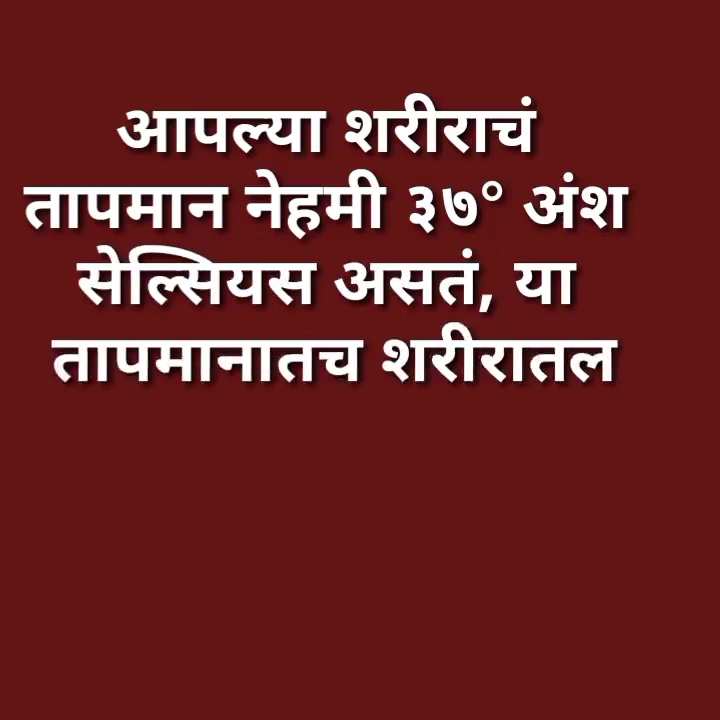 आपल्या शरीराचं
तापमान नेहमी ३७° अंश
सेल्सियस असतं, या
तापमानातच शरीरातल